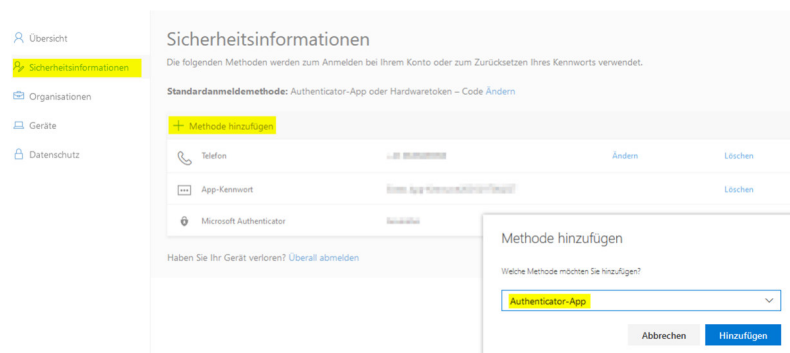 Übersicht
Sicherheitsinformationen
Organisationen
Geräte
Datenschutz
Sicherheitsinformationen
Die folgenden Methoden werden zum Anmelden bei Ihrem Konto oder zum Zurücksetzen Ihres Kennworts verwendet.
Standardanmeldemethode: Authenticator-App oder Hardwaretoken – Code Ändern
+ Methode hinzufügen
Telefon Ändern Löschen
App-Kennwort Löschen
Microsoft Authenticator
Haben Sie Ihr Gerät verloren? Überall abmelden
Methode hinzufügen
Welche Methode möchten Sie hinzufügen?
Authenticator-App
Abbrechen Hinzufügen